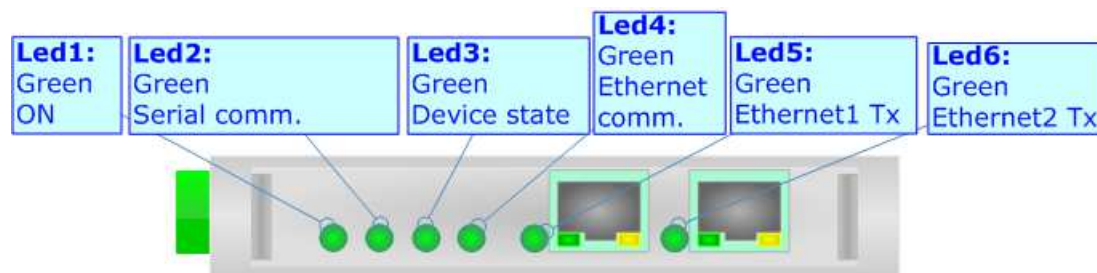 Led1:
Green
ON
Led2:
Green
Serial comm.
Led3:
Green
Device state
Led4:
Green
Ethernet
comm.
Led5:
Green
Ethernet1 Tx
Led6:
Green
Ethernet2 Tx